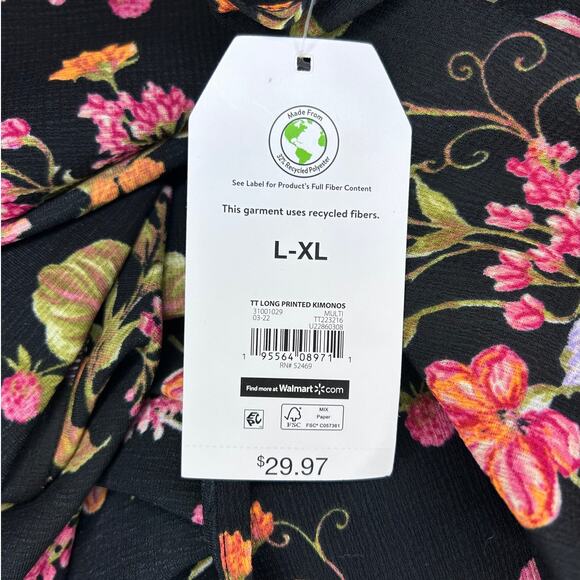 Made From
37% Recycled Polyester
See Label for Product's Full Fiber Content
This garment uses recycled fibers.
L-XL
TT LONG PRINTED KIMONOS
31001029 MULTI
03-22 TT223216
U22860308
1 95564 08971 1
RN# 52469
Find more at Walmart.com
FSC
MIX
Paper
FSC® C057361
$29.97